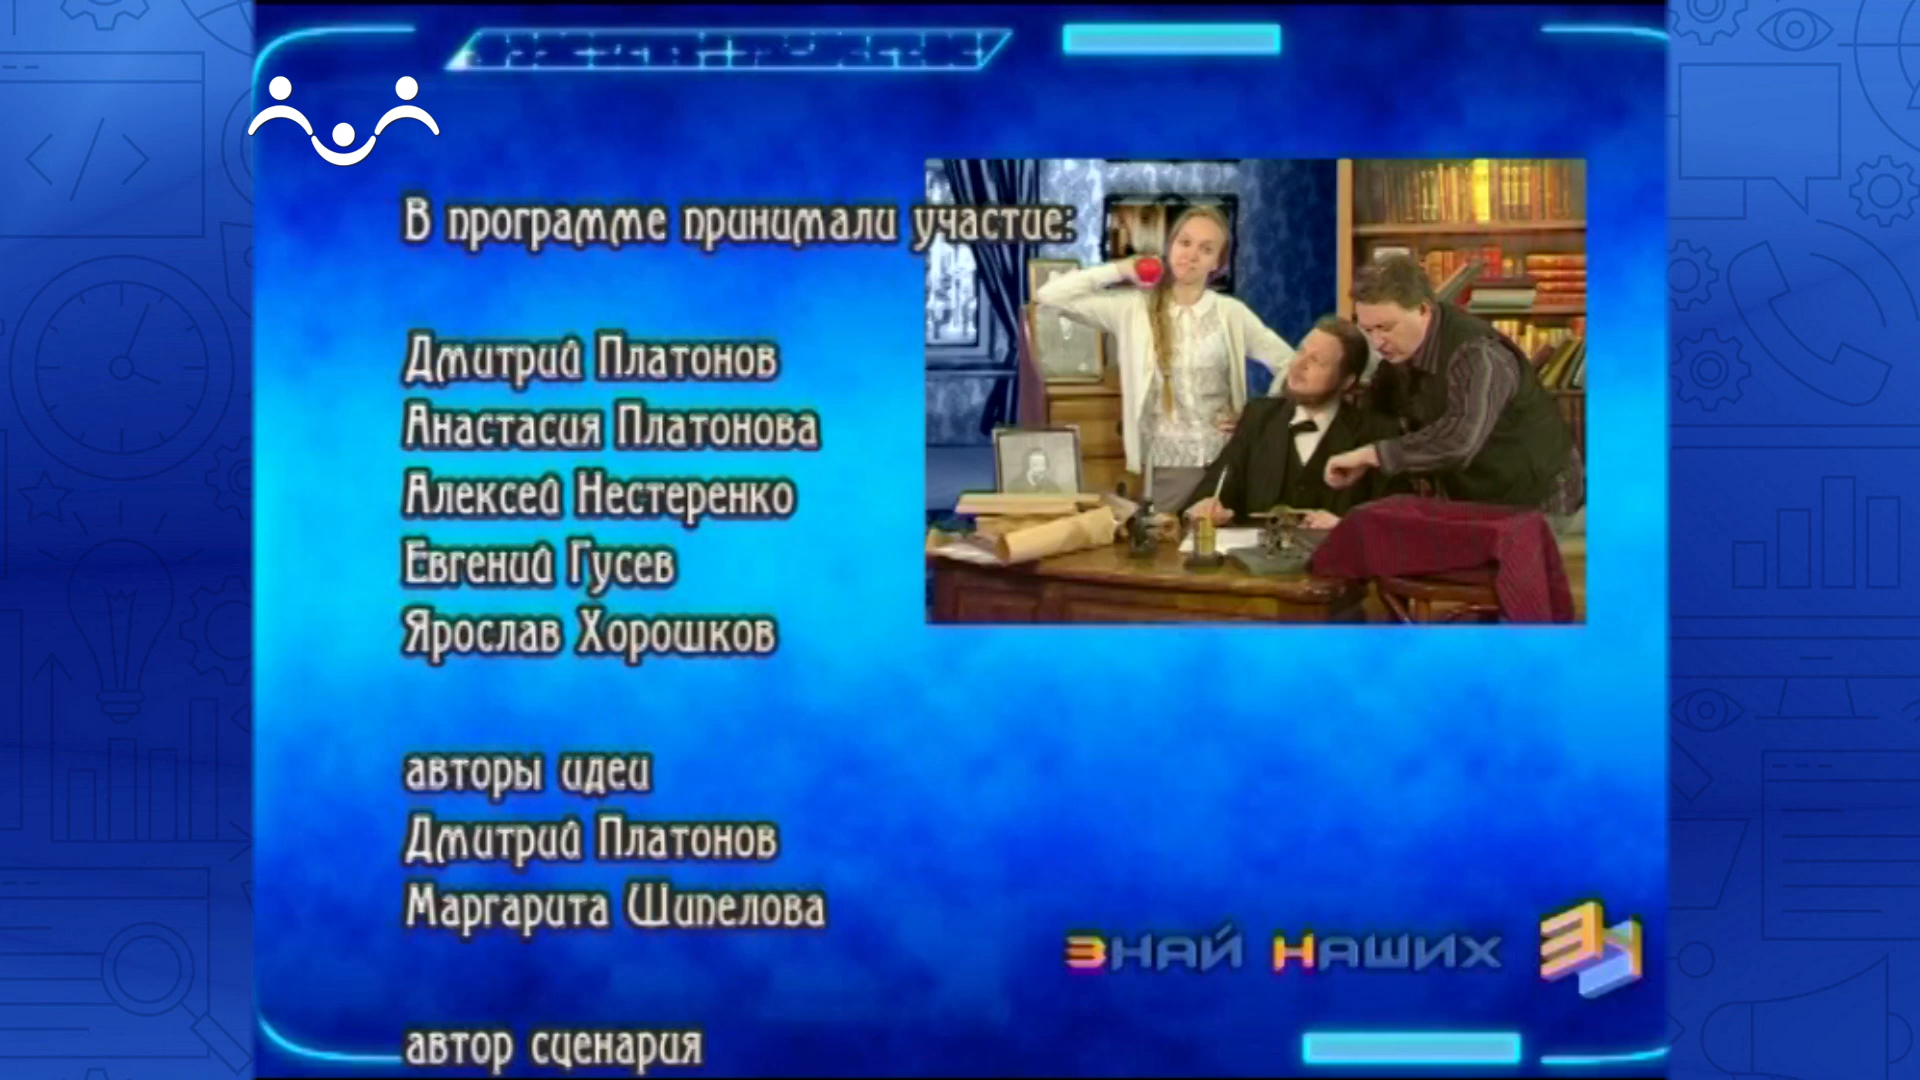 В программе принимали участие:
Дмитрий Платонов
Анастасия Платонова
Алексей Нестеренко
Евгений Гусев
Ярослав Хорошков
авторы идеи
Дмитрий Платонов
Маргарита Шипелова
ЗНАЙ НАШИХ
ЗН
автор сценария